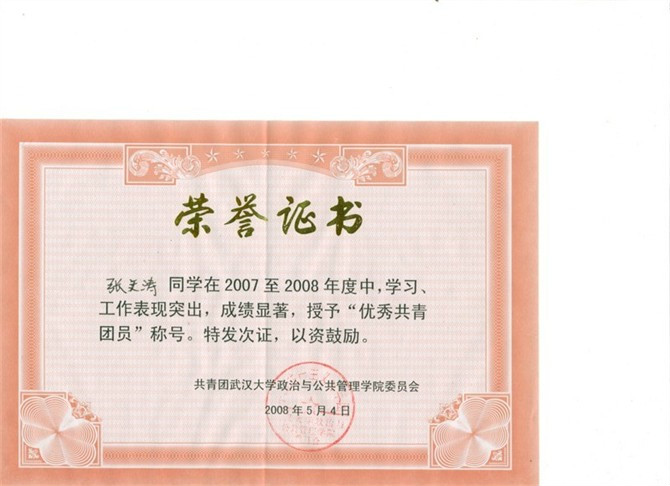 荣誉证书
张文涛 同学在 2007 至 2008 年度中，学习、
工作表现突出，成绩显著，授予“优秀共青
团员”称号。特发次证，以资鼓励。
共青团武汉大学政治与公共管理学院委员会
2008 年 5 月 4 日